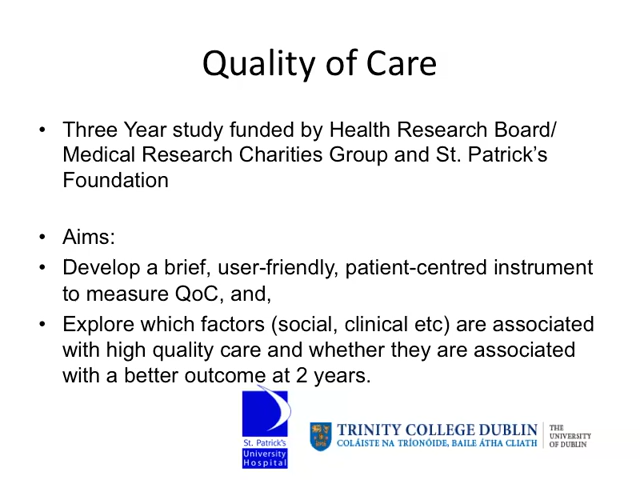 Quality of Care
• Three Year study funded by Health Research Board/
Medical Research Charities Group and St. Patrick’s
Foundation
• Aims:
• Develop a brief, user-friendly, patient-centred instrument
to measure QoC, and,
• Explore which factors (social, clinical etc) are associated
with high quality care and whether they are associated
with a better outcome at 2 years.
St. Patrick's
University
Hospital
TRINITY COLLEGE DUBLIN
COLÁISTE NA TRÍONÓIDE, BAILE ÁTHA CLIATH
THE
UNIVERSITY
OF DUBLIN